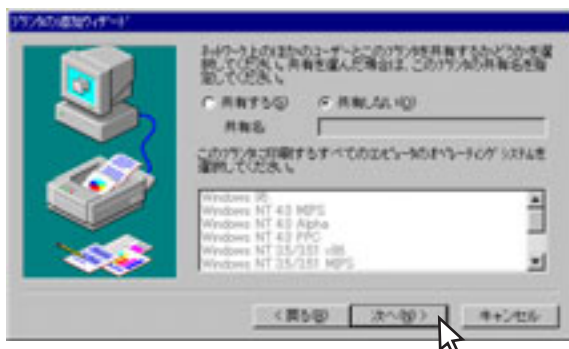 プリンタの追加ウィザード
ネットワーク上のほかのユーザーとこのプリンタを共有するかどうかを選
択してください。共有を選んだ場合は、このプリンタの共有名を指
定してください。
共有する(S) 共有しない(O)
共有名
このプリンタに印刷するすべてのコンピュータのオペレーティング システムを
選択してください。
Windows 95
Windows NT 4.0 MIPS
Windows NT 4.0 Alpha
Windows NT 4.0 PPC
Windows NT 3.5/3.51 x86
Windows NT 3.5/3.51 MIPS
< 戻る(B) 次へ(N) > キャンセル